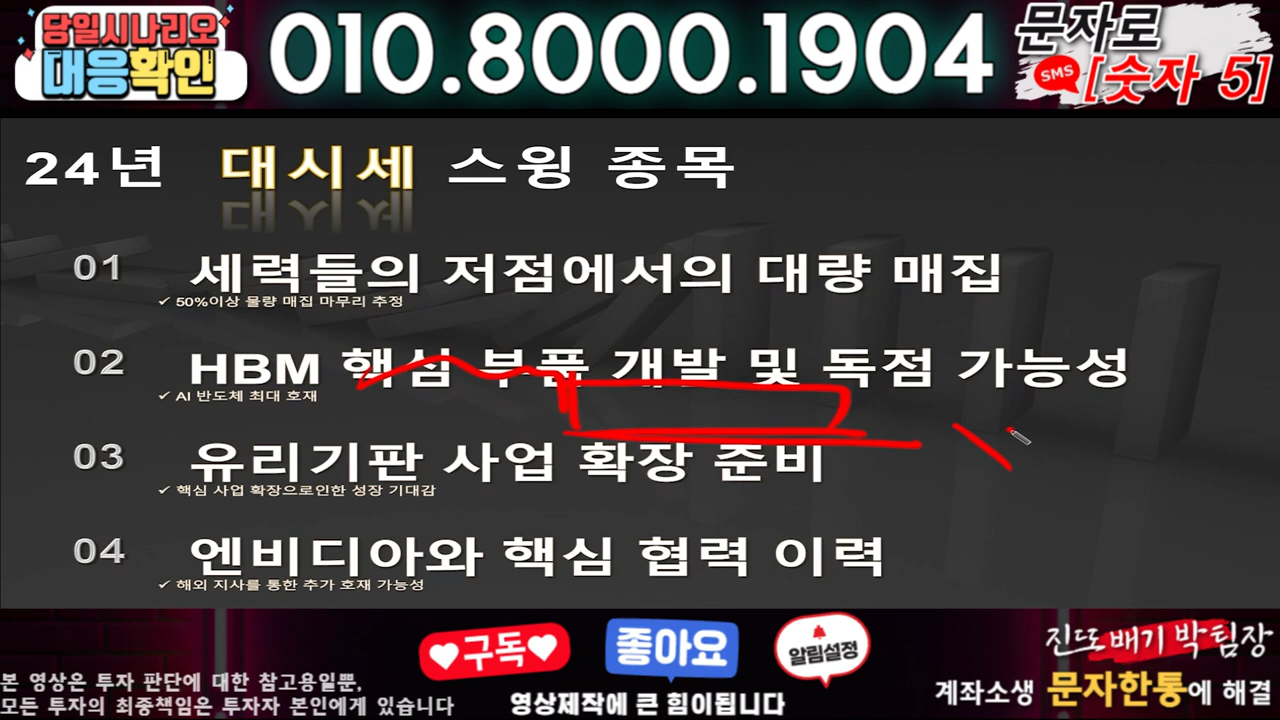 당일시나리오
대응확인
010.8000.1904
문자로
SMS
[숫자 5]
24년 대시세 스윙 종목
01 세력들의 저점에서의 대량 매집
✓ 50%이상 물량 매집 마무리 추정
02 HBM 핵심 부품 개발 및 독점 가능성
✓ AI 반도체 최대 호재
03 유리기판 사업 확장 준비
✓ 핵심 사업 확장으로인한 성장 기대감
04 엔비디아와 핵심 협력 이력
✓ 해외 지사를 통한 추가 호재 가능성
구독
좋아요
알림설정
영상제작에 큰 힘이됩니다
본 영상은 투자 판단에 대한 참고용일뿐,
모든 투자의 최종책임은 투자자 본인에게 있습니다
진또배기 박팀장
계좌소생 문자한통에 해결